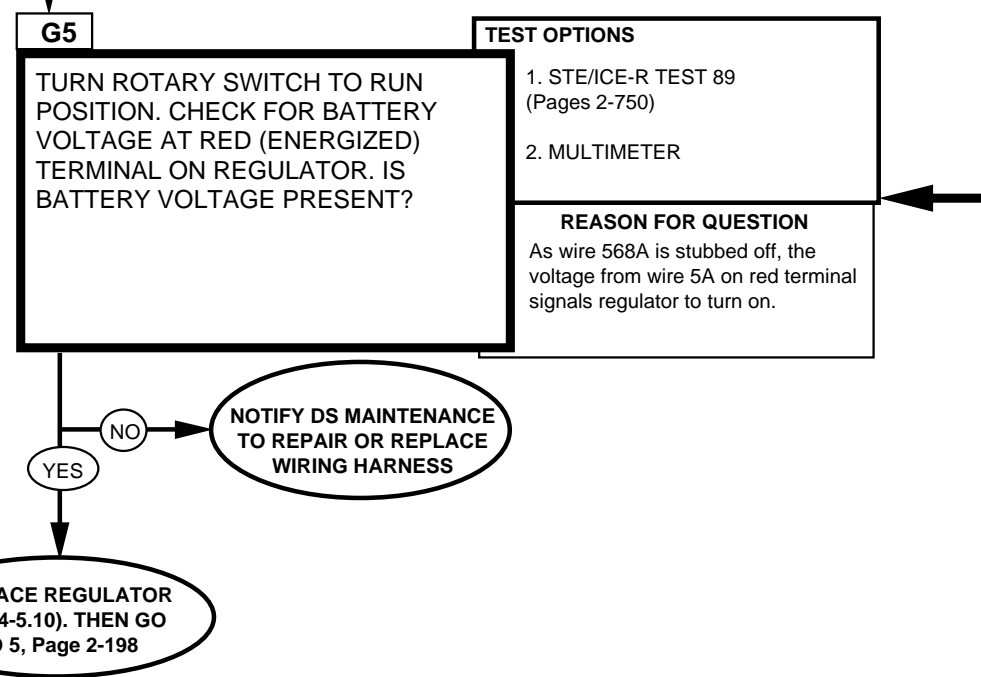 G5
TURN ROTARY SWITCH TO RUN
POSITION. CHECK FOR BATTERY
VOLTAGE AT RED (ENERGIZED)
TERMINAL ON REGULATOR. IS
BATTERY VOLTAGE PRESENT?
TEST OPTIONS
1. STE/ICE-R TEST 89
(Pages 2-750)
2. MULTIMETER
REASON FOR QUESTION
As wire 568A is stubbed off, the
voltage from wire 5A on red terminal
signals regulator to turn on.
NO
NOTIFY DS MAINTENANCE
TO REPAIR OR REPLACE
WIRING HARNESS
YES
REGULATOR
4-5.10). THEN GO
5, Page 2-198